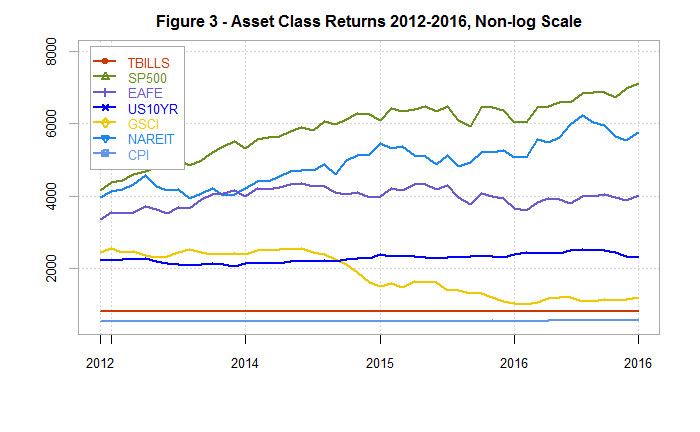 Figure 3 - Asset Class Returns 2012-2016, Non-log Scale
8000
6000
4000
2000
TBILLS
SP500
EAFE
US10YR
GSCI
NAREIT
CPI
2012
2014
2015
2016
2016